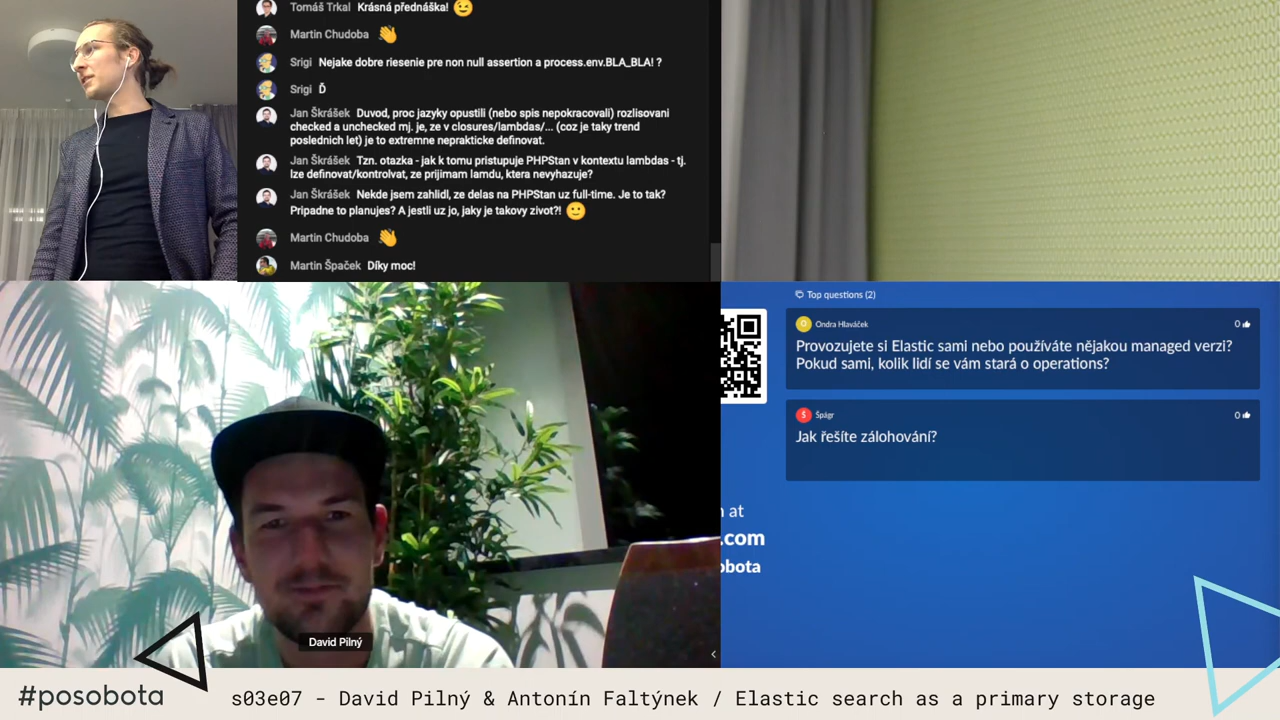 Tomáš Trkal Krásná přednáška! 😉
Martin Chudoba 👋
Srigi Nejake dobre riesenie pre non null assertion a process.env.BLA_BLA! ?
Srigi Ď
Jan Škrášek Duvod, proc jazyky opustili (nebo spis nepokracovali) rozlisovani
checked a unchecked mj. je, ze v closures/lambdas/... (coz je taky trend
poslednich let) je to extremne neprakticke definovat.
Jan Škrášek Tzn. otazka - jak k tomu pristupuje PHPStan v kontextu lambdas - tj.
lze definovat/kontrolvat, ze prijimam lamdu, ktera nevyhazuje?
Jan Škrášek Nekde jsem zahlidl, ze delas na PHPStan uz full-time. Je to tak?
Pripadne to planujes? A jestli uz jo, jaky je takovy zivot?! 🙂
Martin Chudoba 👋
Martin Špaček Díky moc!
Top questions (2)
O Ondra Hlaváček 0
Provozujete si Elastic sami nebo používáte nějakou managed verzi?
Pokud sami, kolik lidí se vám stará o operations?
Š Špágr 0
Jak řešíte zálohování?
at
.com
obota
David Pilný
#posobota
s03e07 - David Pilný & Antonín Faltýnek / Elastic search as a primary storage